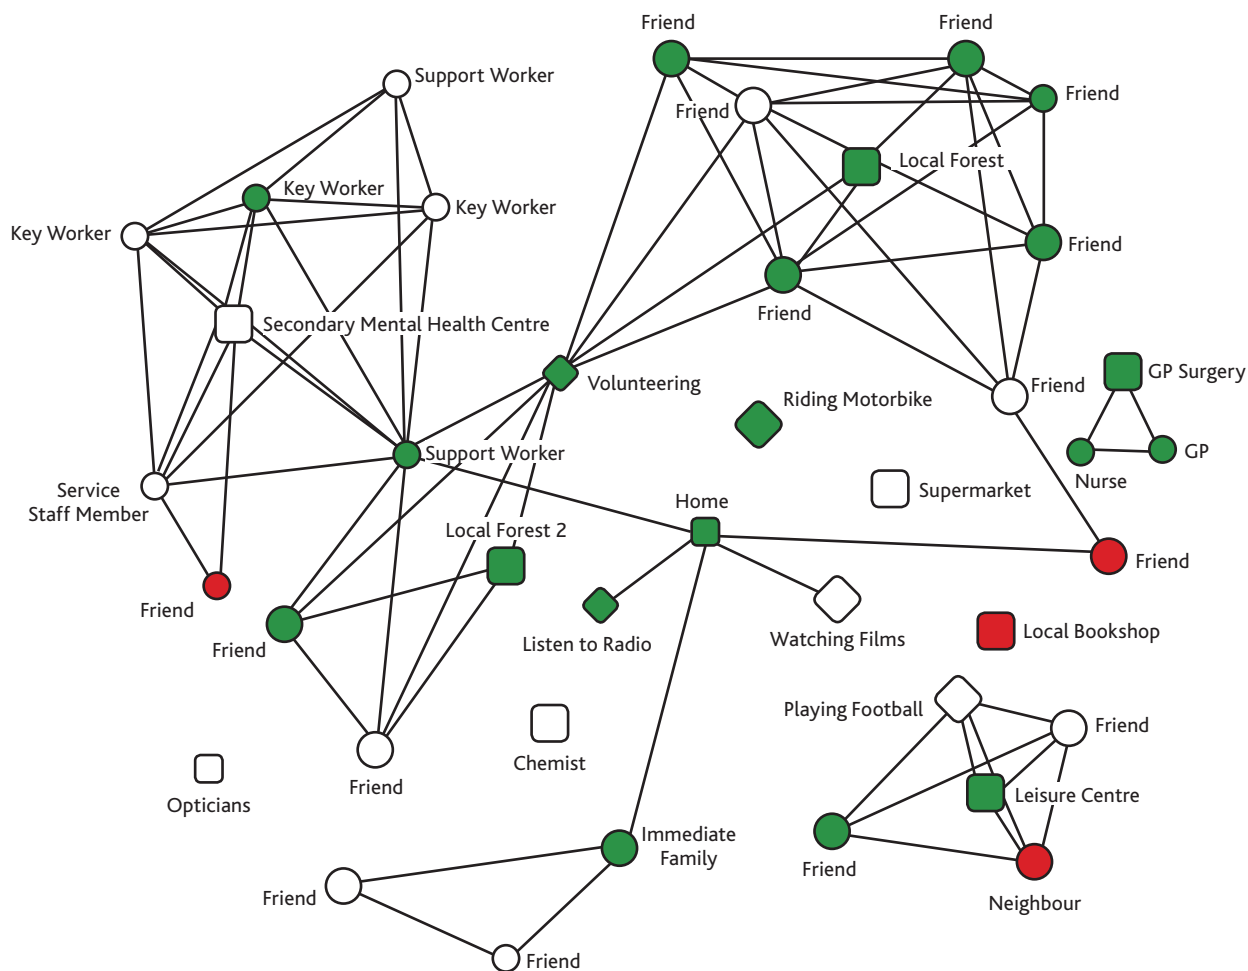 Friend
Friend
Support Worker
Friend
Friend
Local Forest
Key Worker
Key Worker
Key Worker
Friend
Friend
Secondary Mental Health Centre
Volunteering
Riding Motorbike
Friend
GP Surgery
Support Worker
GP
Nurse
Service
Staff Member
Supermarket
Home
Local Forest 2
Friend
Friend
Friend
Listen to Radio
Watching Films
Local Bookshop
Playing Football
Friend
Chemist
Friend
Opticians
Leisure Centre
Immediate
Family
Friend
Neighbour
Friend
Friend